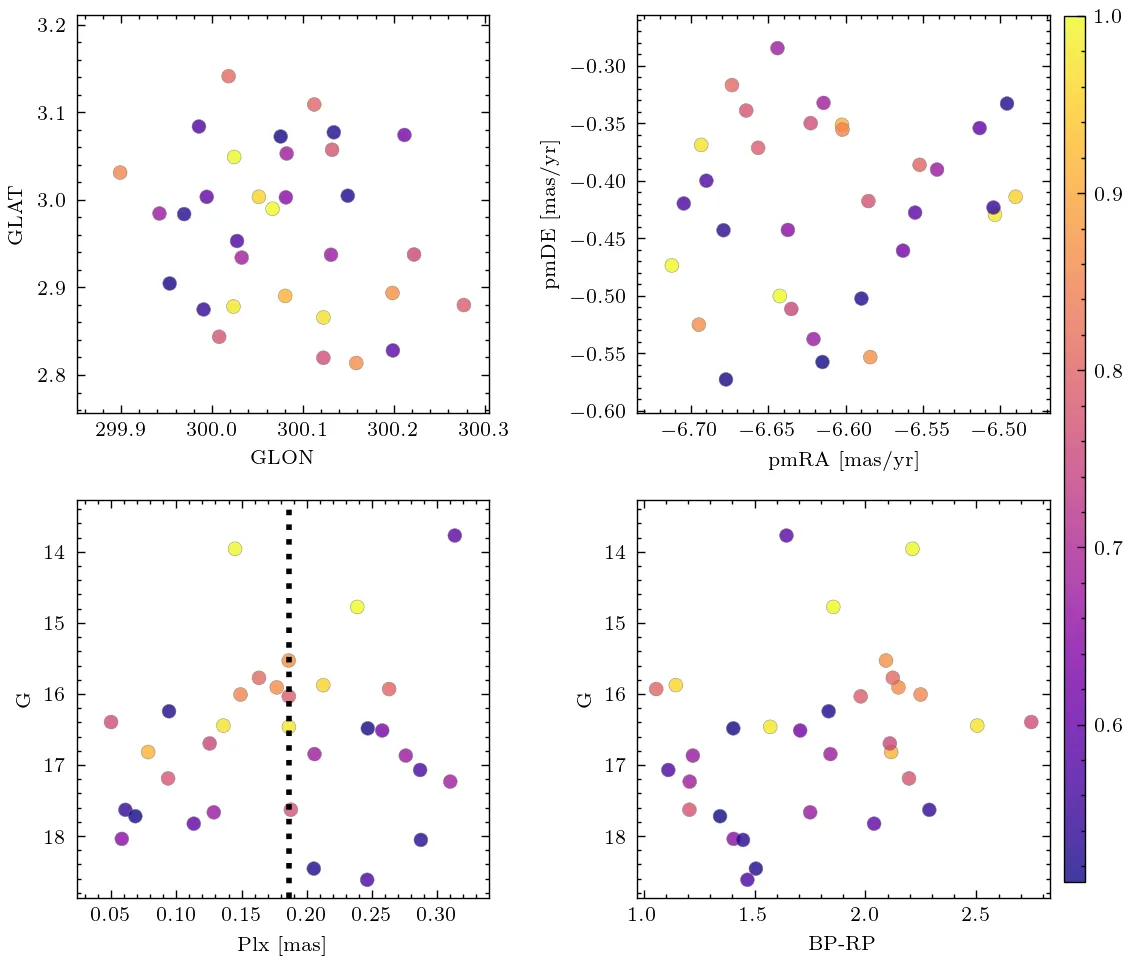 3.2
3.1
3.0
2.9
2.8
GLAT
299.9 300.0 300.1 300.2 300.3
GLON
−0.30
−0.35
−0.40
−0.45
−0.50
−0.55
−0.60
pmDE [mas/yr]
−6.70 −6.65 −6.60 −6.55 −6.50
pmRA [mas/yr]
1.0
0.9
0.8
0.7
0.6
14
15
16
17
18
G
0.05 0.10 0.15 0.20 0.25 0.30
Plx [mas]
14
15
16
17
18
G
1.0 1.5 2.0 2.5
BP-RP